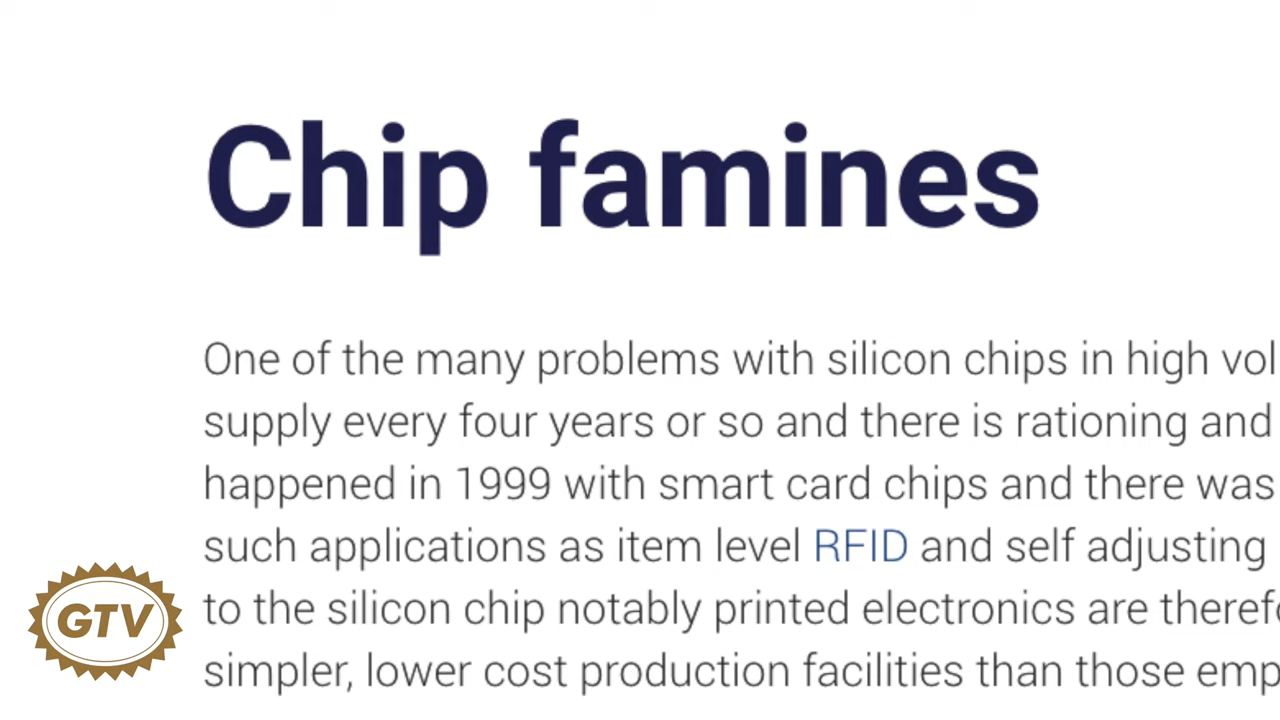 Chip famines
One of the many problems with silicon chips in high vol
supply every four years or so and there is rationing and
happened in 1999 with smart card chips and there was
such applications as item level RFID and self adjusting
to the silicon chip notably printed electronics are therefo
simpler, lower cost production facilities than those emp
GTV